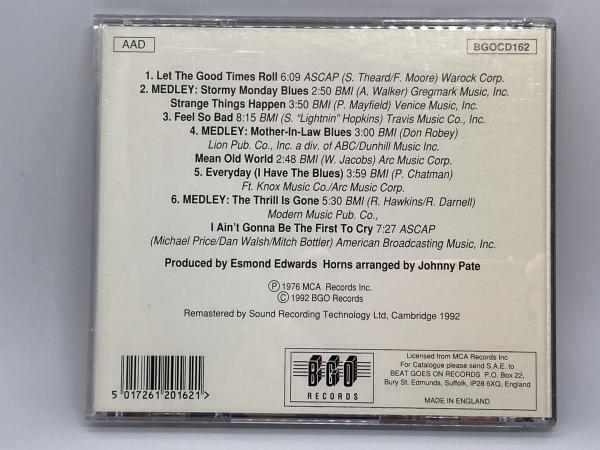 AAD
BGOCD162
1. Let The Good Times Roll 6:09 ASCAP (S. Theard/F. Moore) Warock Corp.
2. MEDLEY: Stormy Monday Blues 2:50 BMI (A. Walker) Gregmark Music, Inc.
Strange Things Happen 3:50 BMI (P. Mayfield) Venice Music, Inc.
3. Feel So Bad 8:15 BMI (S. "Lightnin" Hopkins) Travis Music Co., Inc.
4. MEDLEY: Mother-In-Law Blues 3:00 BMI (Don Robey)
Lion Pub. Co., Inc. a div. of ABC/Dunhill Music Inc.
Mean Old World 2:48 BMI (W. Jacobs) Arc Music Corp.
5. Everyday (I Have The Blues) 3:59 BMI (P. Chatman)
Ft. Knox Music Co./Arc Music Corp.
6. MEDLEY: The Thrill Is Gone 5:30 BMI (R. Hawkins/R. Darnell)
Modern Music Pub. Co.,
I Ain't Gonna Be The First To Cry 7:27 ASCAP
(Michael Price/Dan Walsh/Mitch Bottler) American Broadcasting Music, Inc.
Produced by Esmond Edwards Horns arranged by Johnny Pate
℗ 1976 MCA Records Inc.
© 1992 BGO Records
Remastered by Sound Recording Technology Ltd, Cambridge 1992
5 017261 201621 >
BGO
RECORDS
Licensed from MCA Records Inc
For Catalogue please send S.A.E. to
BEAT GOES ON RECORDS P.O. Box 22,
Bury St. Edmunds, Suffolk, IP28 6XQ, England
MADE IN ENGLAND